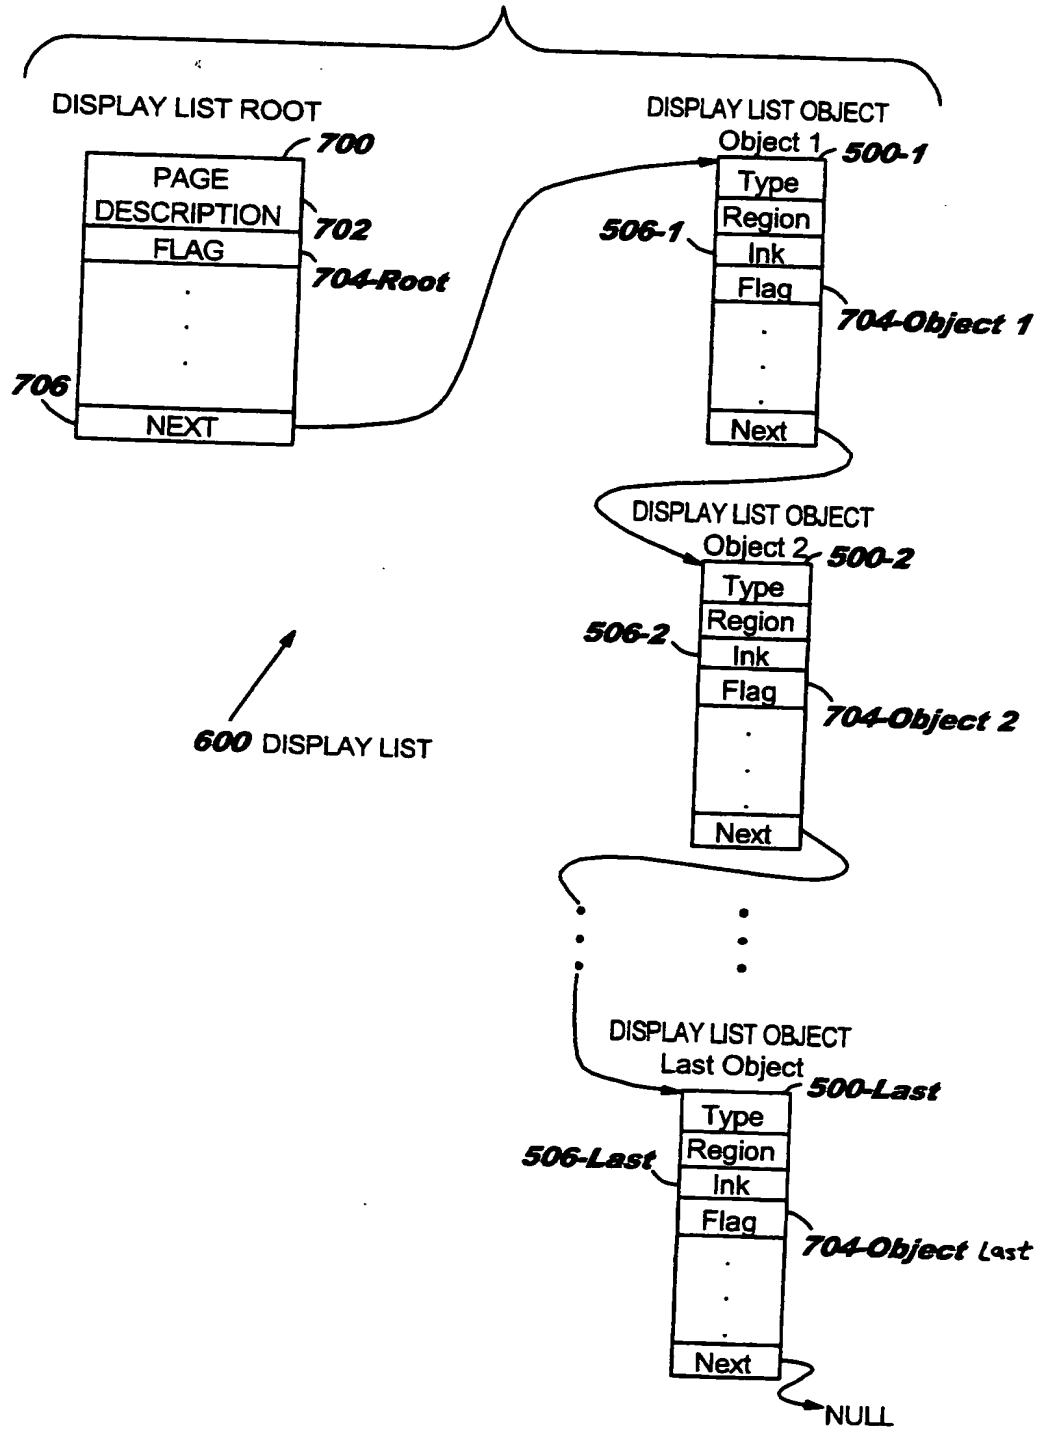 DISPLAY LIST ROOT
700
PAGE
DESCRIPTION
702
FLAG
704-Root
706
NEXT
DISPLAY LIST OBJECT
Object 1
500-1
Type
Region
506-1
Ink
Flag
704-Object 1
Next
DISPLAY LIST OBJECT
Object 2
500-2
Type
Region
506-2
Ink
Flag
704-Object 2
Next
600 DISPLAY LIST
DISPLAY LIST OBJECT
Last Object
500-Last
Type
Region
506-Last
Ink
Flag
704-Object Last
Next
NULL